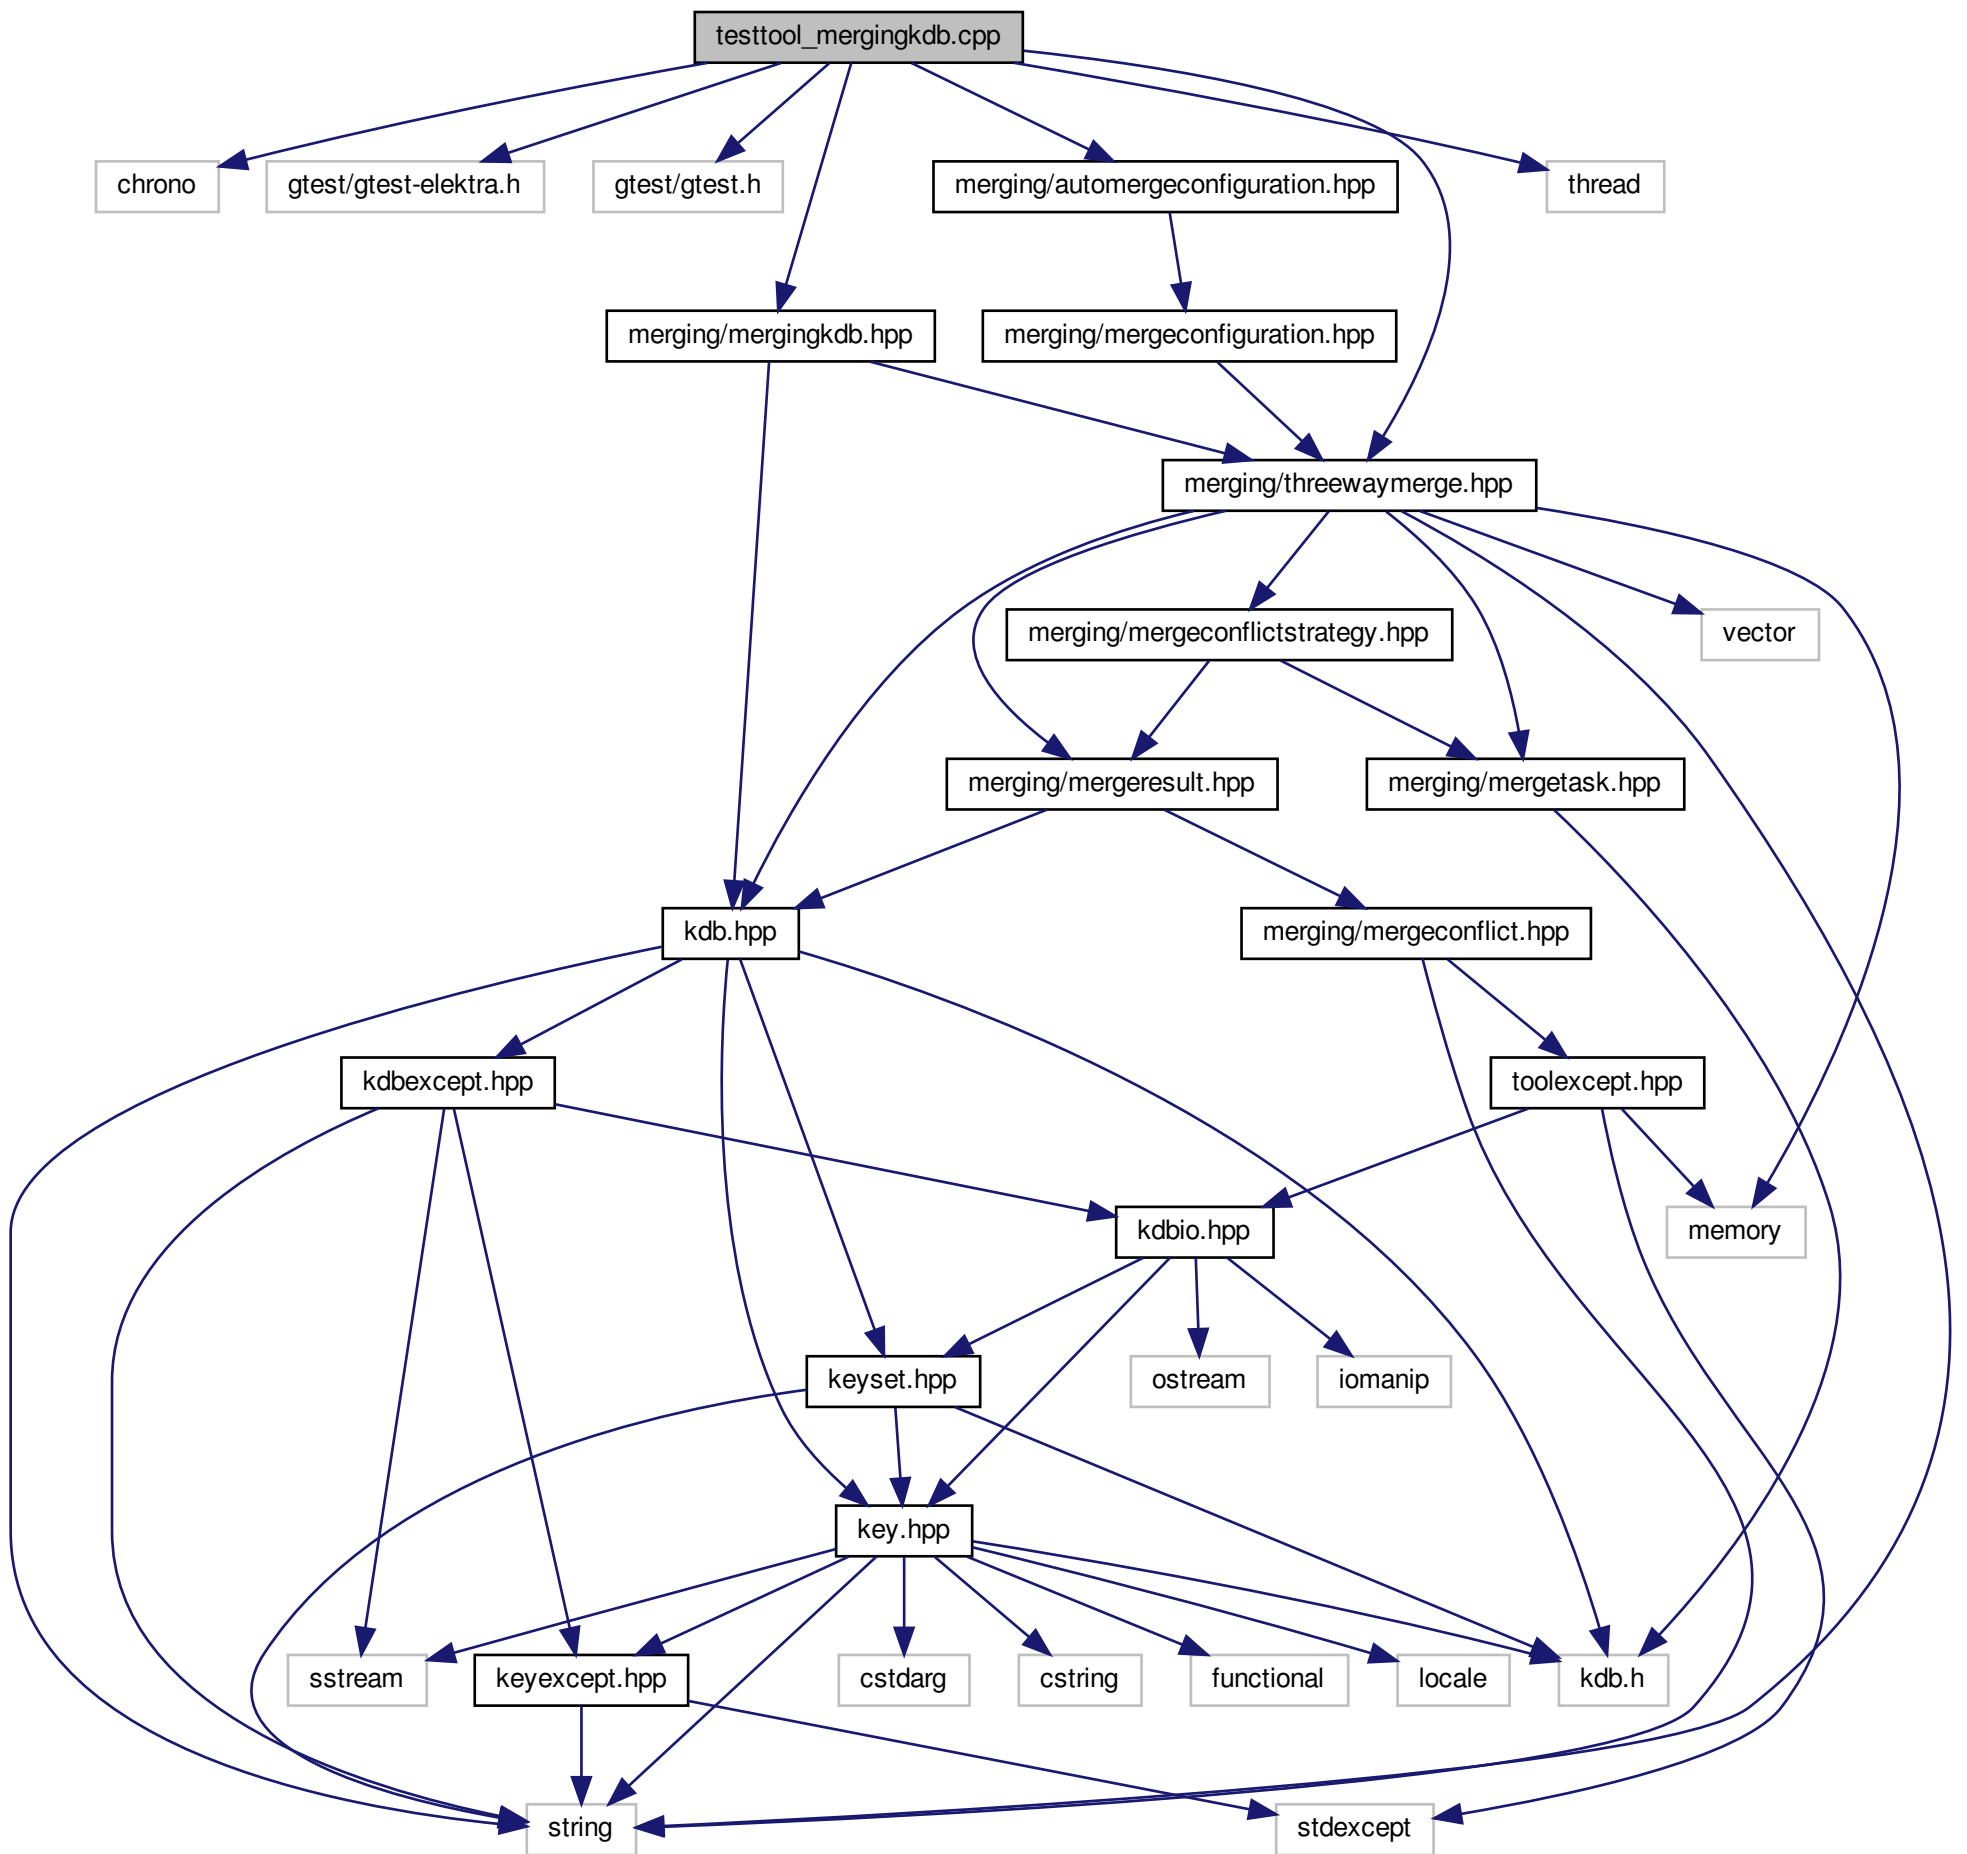 testtool_mergingkdb.cpp
chrono
gtest/gtest-elektra.h
gtest/gtest.h
merging/automergeconfiguration.hpp
thread
merging/mergingkdb.hpp
merging/mergeconfiguration.hpp
merging/threewaymerge.hpp
merging/mergeconflictstrategy.hpp
vector
merging/mergeresult.hpp
merging/mergetask.hpp
kdb.hpp
merging/mergeconflict.hpp
kdbexcept.hpp
toolexcept.hpp
kdbio.hpp
memory
keyset.hpp
ostream
iomanip
key.hpp
sstream
keyexcept.hpp
cstdarg
cstring
functional
locale
kdb.h
string
stdexcept